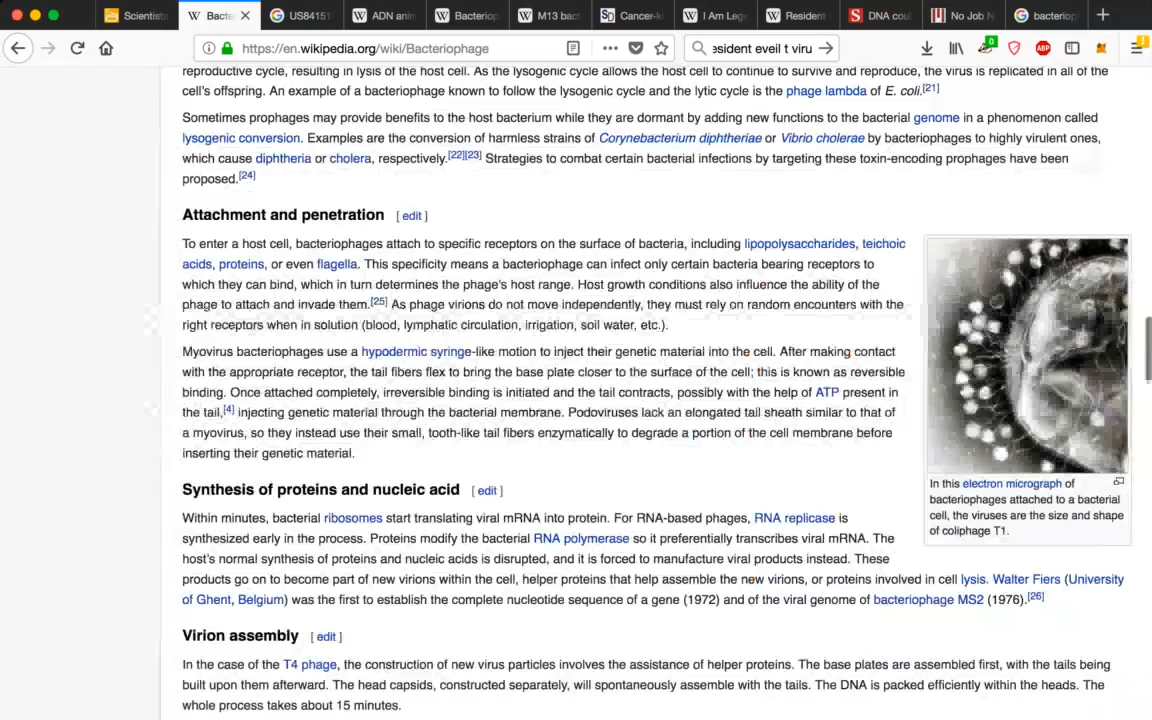 Scientists
Bacte
US8415
ADN anin
Bacteriop
M13 bact
Cancer-k
I Am Leg
Resident
DNA cou
No Job N
bacteriop
https://en.wikipedia.org/wiki/Bacteriophage
esident eveil t viru
0
ABP
reproductive cycle, resulting in lysis of the host cell. As the lysogenic cycle allows the host cell to continue to survive and reproduce, the virus is replicated in all of the
cell's offspring. An example of a bacteriophage known to follow the lysogenic cycle and the lytic cycle is the phage lambda of E. coli.[21]
Sometimes prophages may provide benefits to the host bacterium while they are dormant by adding new functions to the bacterial genome in a phenomenon called
lysogenic conversion. Examples are the conversion of harmless strains of Corynebacterium diphtheriae or Vibrio cholerae by bacteriophages to highly virulent ones,
which cause diphtheria or cholera, respectively.[22][23] Strategies to combat certain bacterial infections by targeting these toxin-encoding prophages have been
proposed.[24]
Attachment and penetration [ edit ]
To enter a host cell, bacteriophages attach to specific receptors on the surface of bacteria, including lipopolysaccharides, teichoic
acids, proteins, or even flagella. This specificity means a bacteriophage can infect only certain bacteria bearing receptors to
which they can bind, which in turn determines the phage's host range. Host growth conditions also influence the ability of the
phage to attach and invade them.[25] As phage virions do not move independently, they must rely on random encounters with the
right receptors when in solution (blood, lymphatic circulation, irrigation, soil water, etc.).
Myovirus bacteriophages use a hypodermic syringe-like motion to inject their genetic material into the cell. After making contact
with the appropriate receptor, the tail fibers flex to bring the base plate closer to the surface of the cell; this is known as reversible
binding. Once attached completely, irreversible binding is initiated and the tail contracts, possibly with the help of ATP present in
the tail,[4] injecting genetic material through the bacterial membrane. Podoviruses lack an elongated tail sheath similar to that of
a myovirus, so they instead use their small, tooth-like tail fibers enzymatically to degrade a portion of the cell membrane before
inserting their genetic material.
In this electron micrograph of
bacteriophages attached to a bacterial
cell, the viruses are the size and shape
of coliphage T1.
Synthesis of proteins and nucleic acid [ edit ]
Within minutes, bacterial ribosomes start translating viral mRNA into protein. For RNA-based phages, RNA replicase is
synthesized early in the process. Proteins modify the bacterial RNA polymerase so it preferentially transcribes viral mRNA. The
host's normal synthesis of proteins and nucleic acids is disrupted, and it is forced to manufacture viral products instead. These
products go on to become part of new virions within the cell, helper proteins that help assemble the new virions, or proteins involved in cell lysis. Walter Fiers (University
of Ghent, Belgium) was the first to establish the complete nucleotide sequence of a gene (1972) and of the viral genome of bacteriophage MS2 (1976).[26]
Virion assembly [ edit ]
In the case of the T4 phage, the construction of new virus particles involves the assistance of helper proteins. The base plates are assembled first, with the tails being
built upon them afterward. The head capsids, constructed separately, will spontaneously assemble with the tails. The DNA is packed efficiently within the heads. The
whole process takes about 15 minutes.